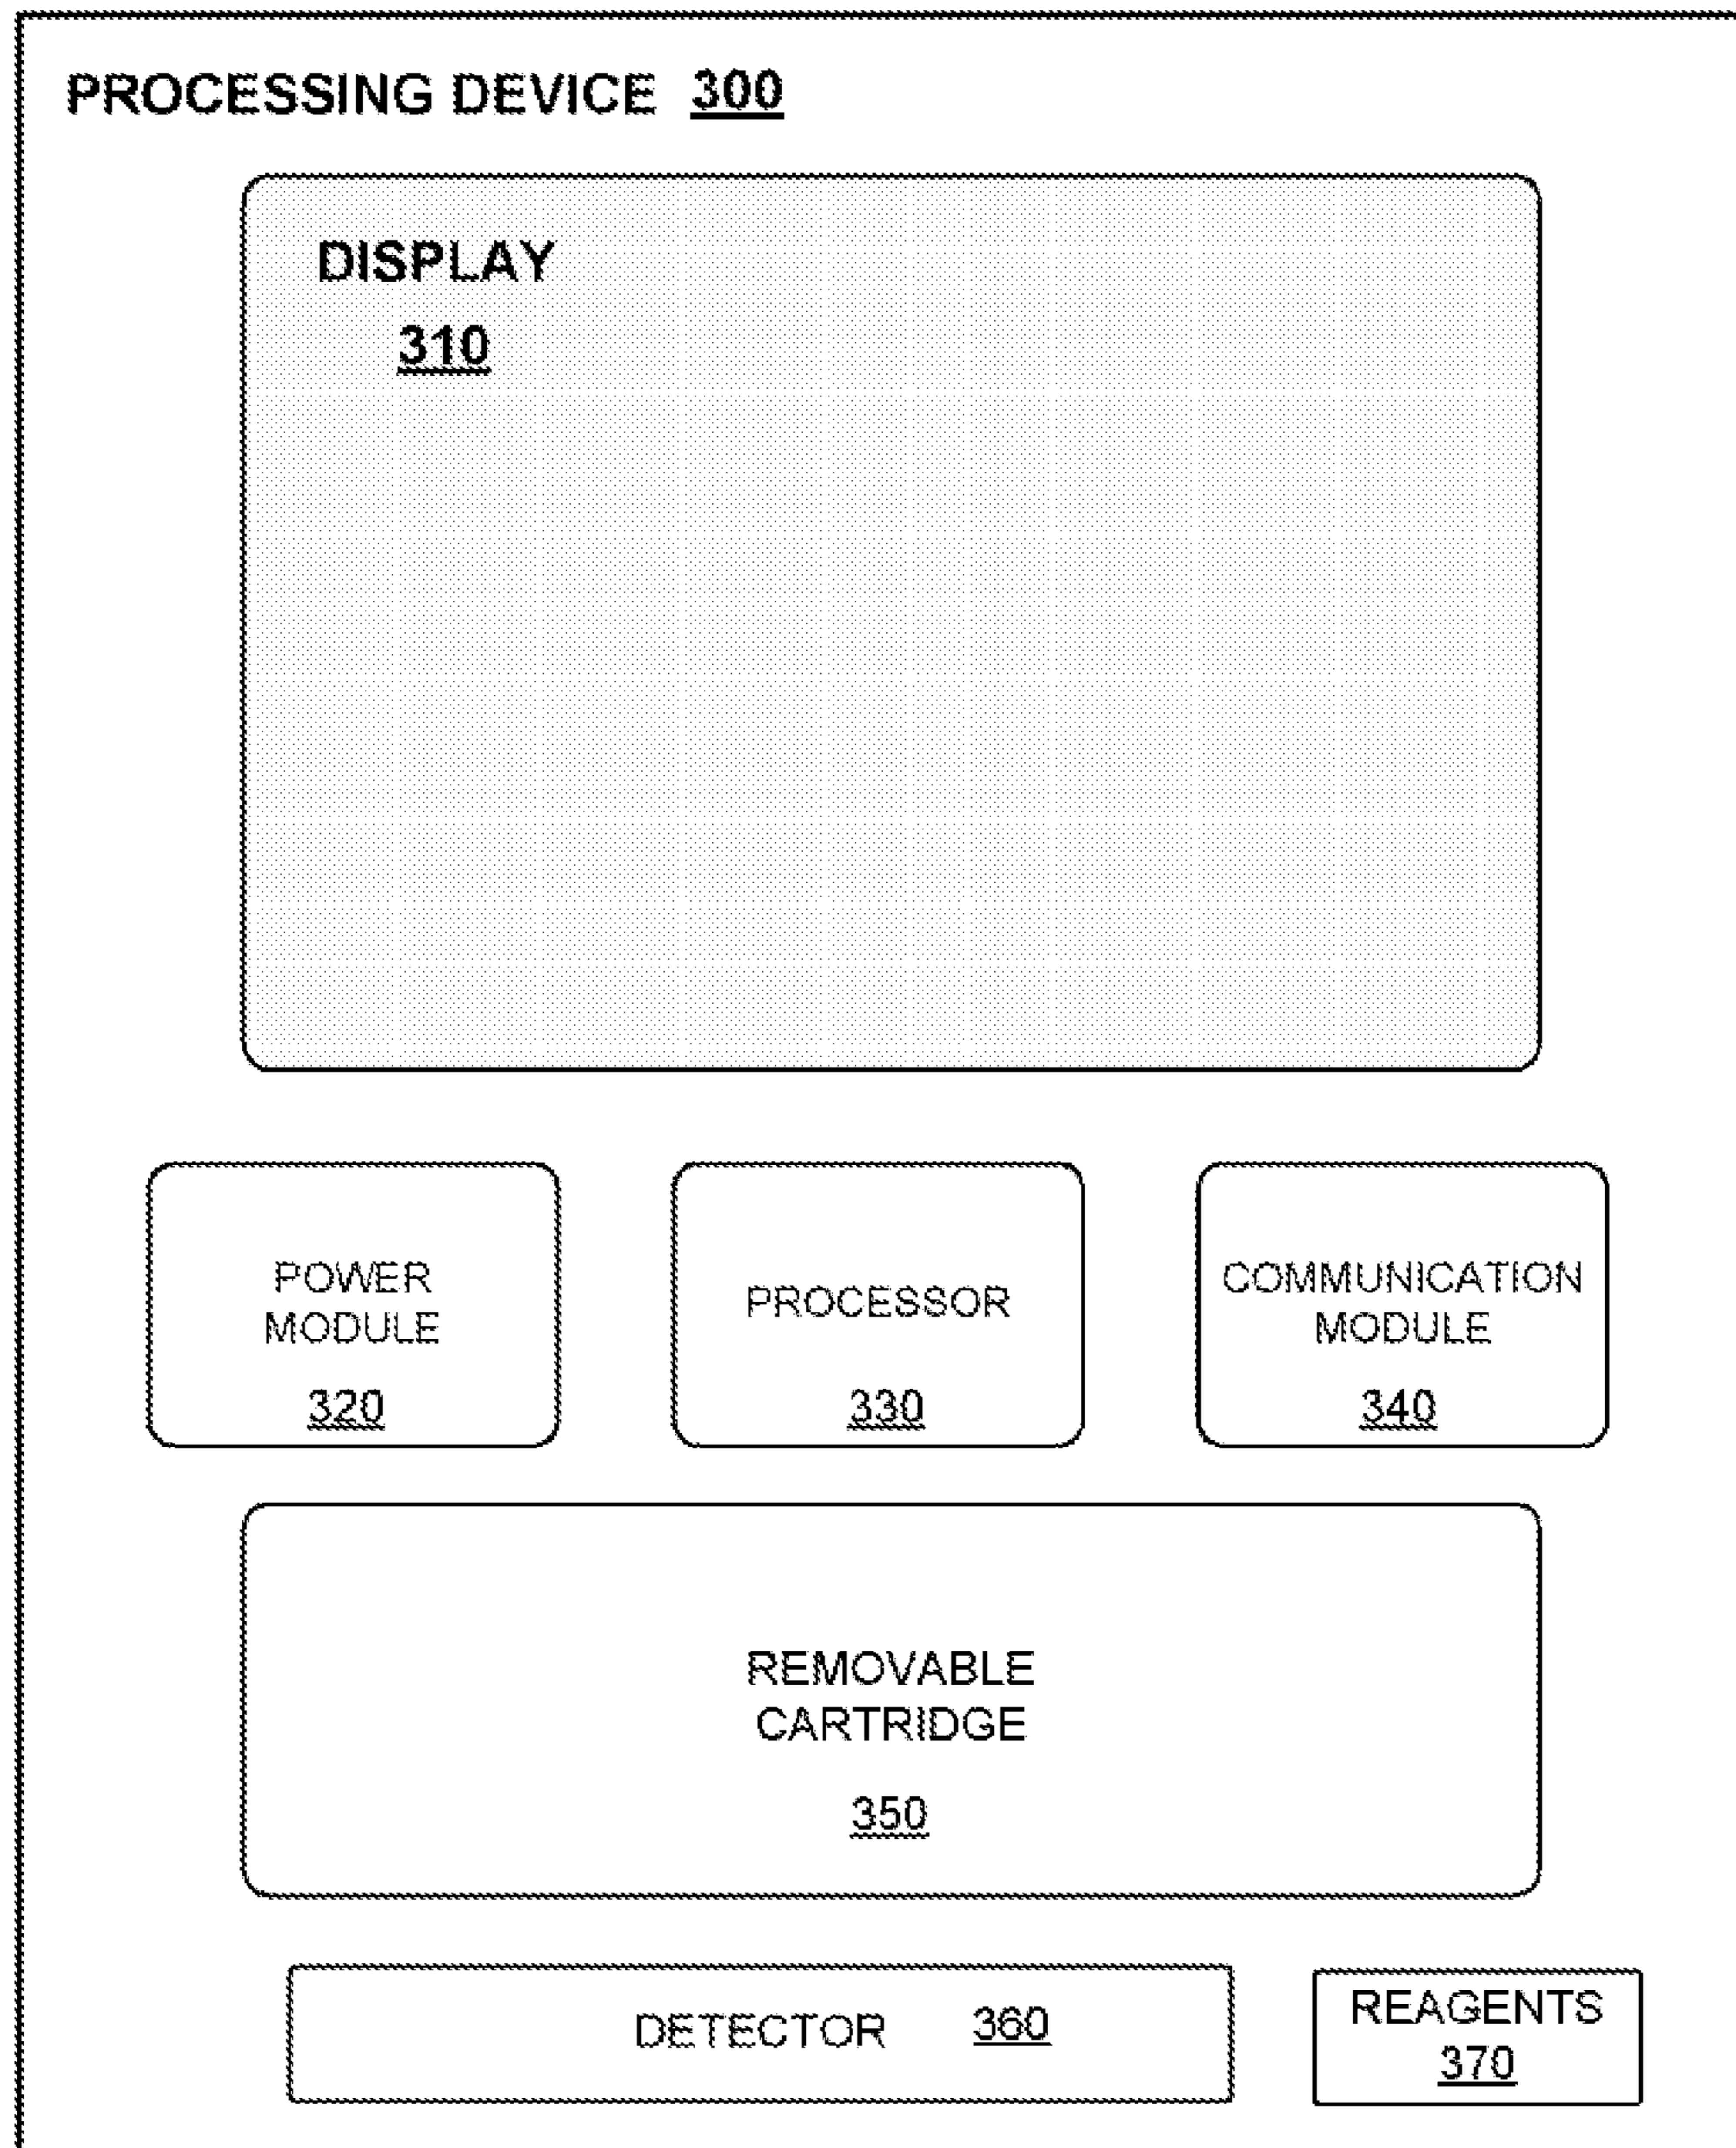 PROCESSING DEVICE 300
DISPLAY
310
POWER
MODULE
320
PROCESSOR
330
COMMUNICATION
MODULE
340
REMOVABLE
CARTRIDGE
350
DETECTOR 360
REAGENTS
370